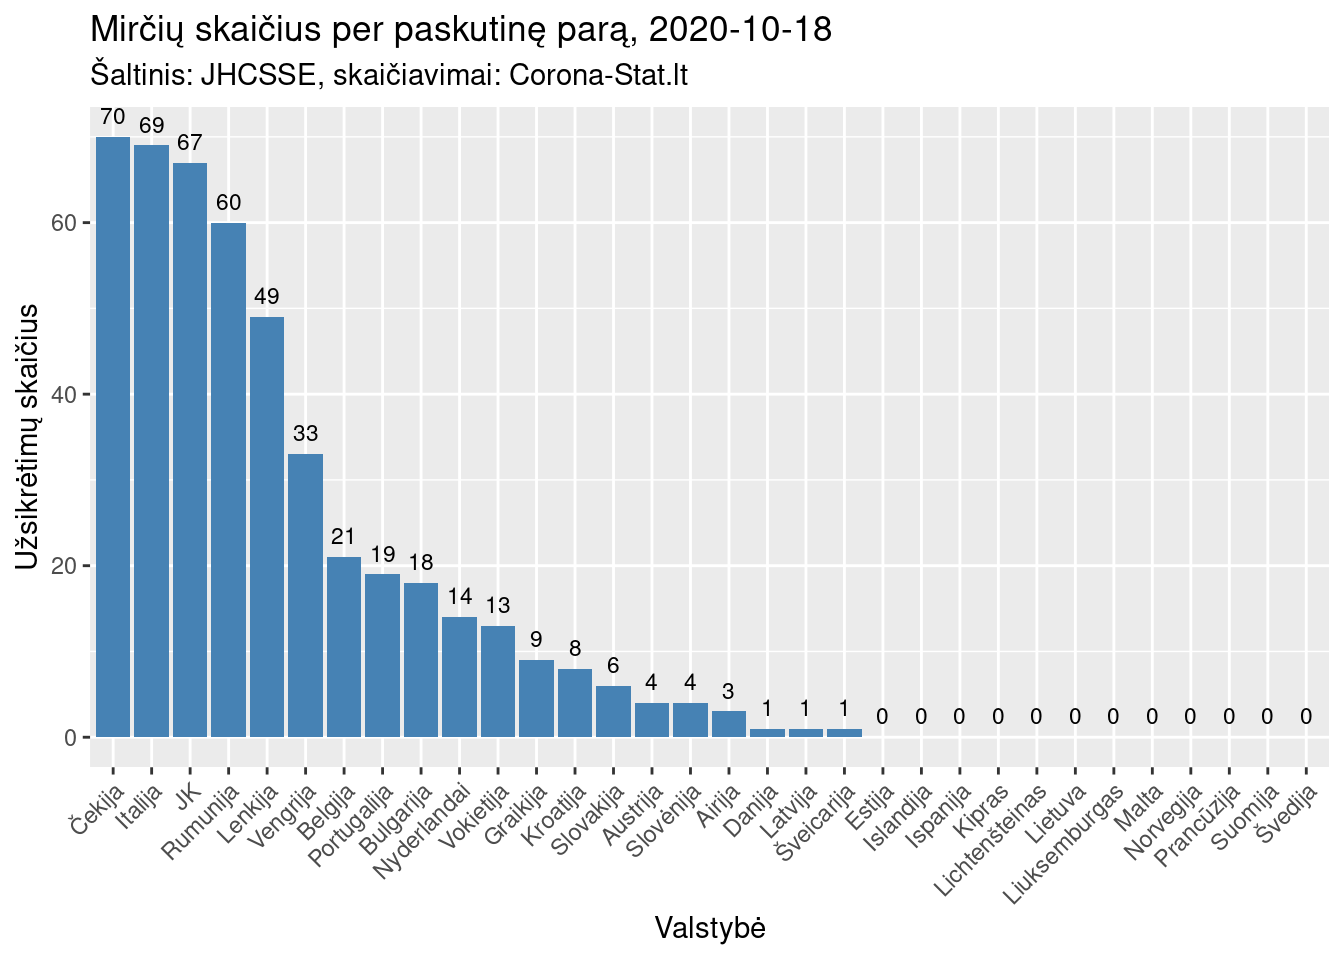 Mirčių skaičius per paskutinę parą, 2020-10-18
Šaltinis: JHCSSE, skaičiavimai: Corona-Stat.lt
Užsikrėtimų skaičius
60
40
20
0
70
69
67
60
49
33
21
19
18
14
13
9
8
6
4
4
3
1
1
1
0
0
0
0
0
0
0
0
0
0
0
0
Čekija
Italija
JK
Rumunija
Lenkija
Vengrija
Belgija
Portugalija
Bulgarija
Nyderlandai
Vokietija
Graikija
Kroatija
Slovakija
Austrija
Slovėnija
Airija
Danija
Latvija
Šveicarija
Estija
Islandija
Ispanija
Kipras
Lichtenšteinas
Lietuva
Liuksemburgas
Malta
Norvegija
Prancūzija
Suomija
Švedija
Valstybė